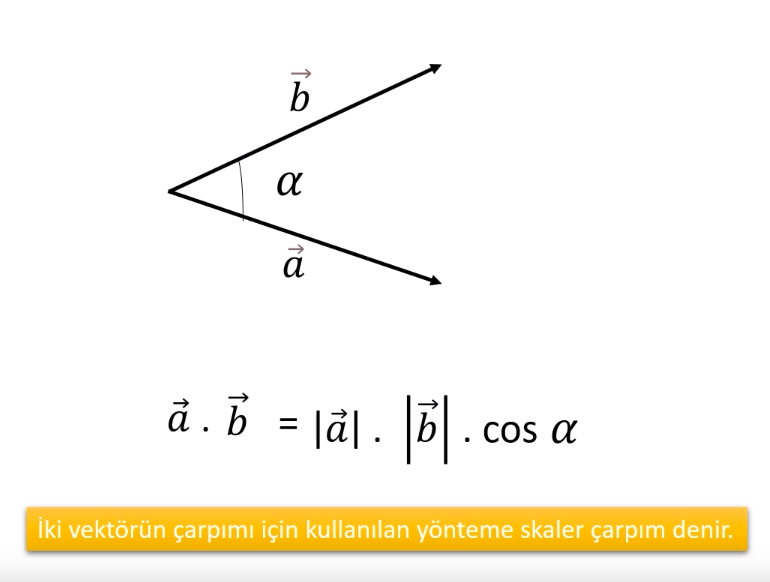 b⃗
α
a⃗
a⃗ . b⃗ = |a⃗| . |b⃗| . cos α
İki vektörün çarpımı için kullanılan yönteme skaler çarpım denir.